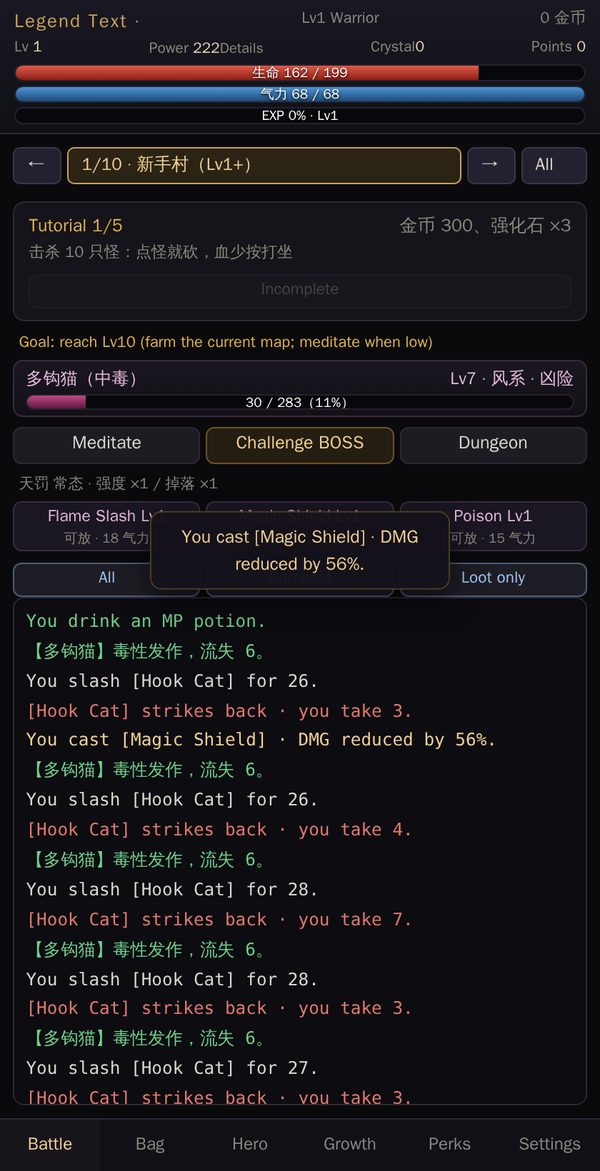 Legend Text ·
Lv1 Warrior
0 金币
Lv 1
Power 222Details
Crystal0
Points 0
生命 162 / 199
气力 68 / 68
EXP 0% · Lv1
←
1/10 · 新手村（Lv1+）
→
All
Tutorial 1/5
金币 300、强化石 ×3
击杀 10 只怪：点怪就砍，血少按打坐
Incomplete
Goal: reach Lv10 (farm the current map; meditate when low)
多钩猫（中毒）
Lv7 · 风系 · 凶险
30 / 283（11%）
Meditate
Challenge BOSS
Dungeon
天罚 常态 · 强度 ×1 / 掉落 ×1
Flame Slash Lv1
Magic Shield Lv1
Poison Lv1
可放 · 18 气力
可放 · 15 气力
You cast [Magic Shield] · DMG
reduced by 56%.
All
Compact
Loot only
You drink an MP potion.
【多钩猫】毒性发作，流失 6。
You slash [Hook Cat] for 26.
[Hook Cat] strikes back · you take 3.
You cast [Magic Shield] · DMG reduced by 56%.
【多钩猫】毒性发作，流失 6。
You slash [Hook Cat] for 26.
[Hook Cat] strikes back · you take 4.
【多钩猫】毒性发作，流失 6。
You slash [Hook Cat] for 28.
[Hook Cat] strikes back · you take 7.
【多钩猫】毒性发作，流失 6。
You slash [Hook Cat] for 28.
[Hook Cat] strikes back · you take 3.
【多钩猫】毒性发作，流失 6。
You slash [Hook Cat] for 27.
[Hook Cat] strikes back · you take 3.
Battle
Bag
Hero
Growth
Perks
Settings